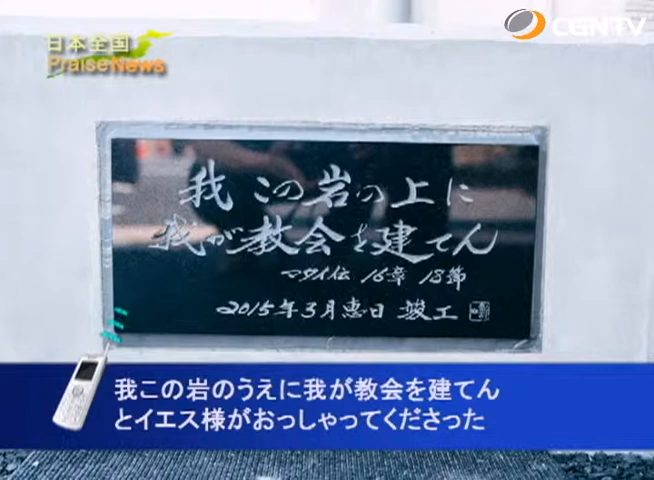 日本全国
PraiseNews
CGNTV
我 この岩の上に
我が教会を建てん
マタイ伝 16章 18節
2015年3月惠日 竣工
我この岩のうえに我が教会を建てん
とイエス様がおっしゃってくださった